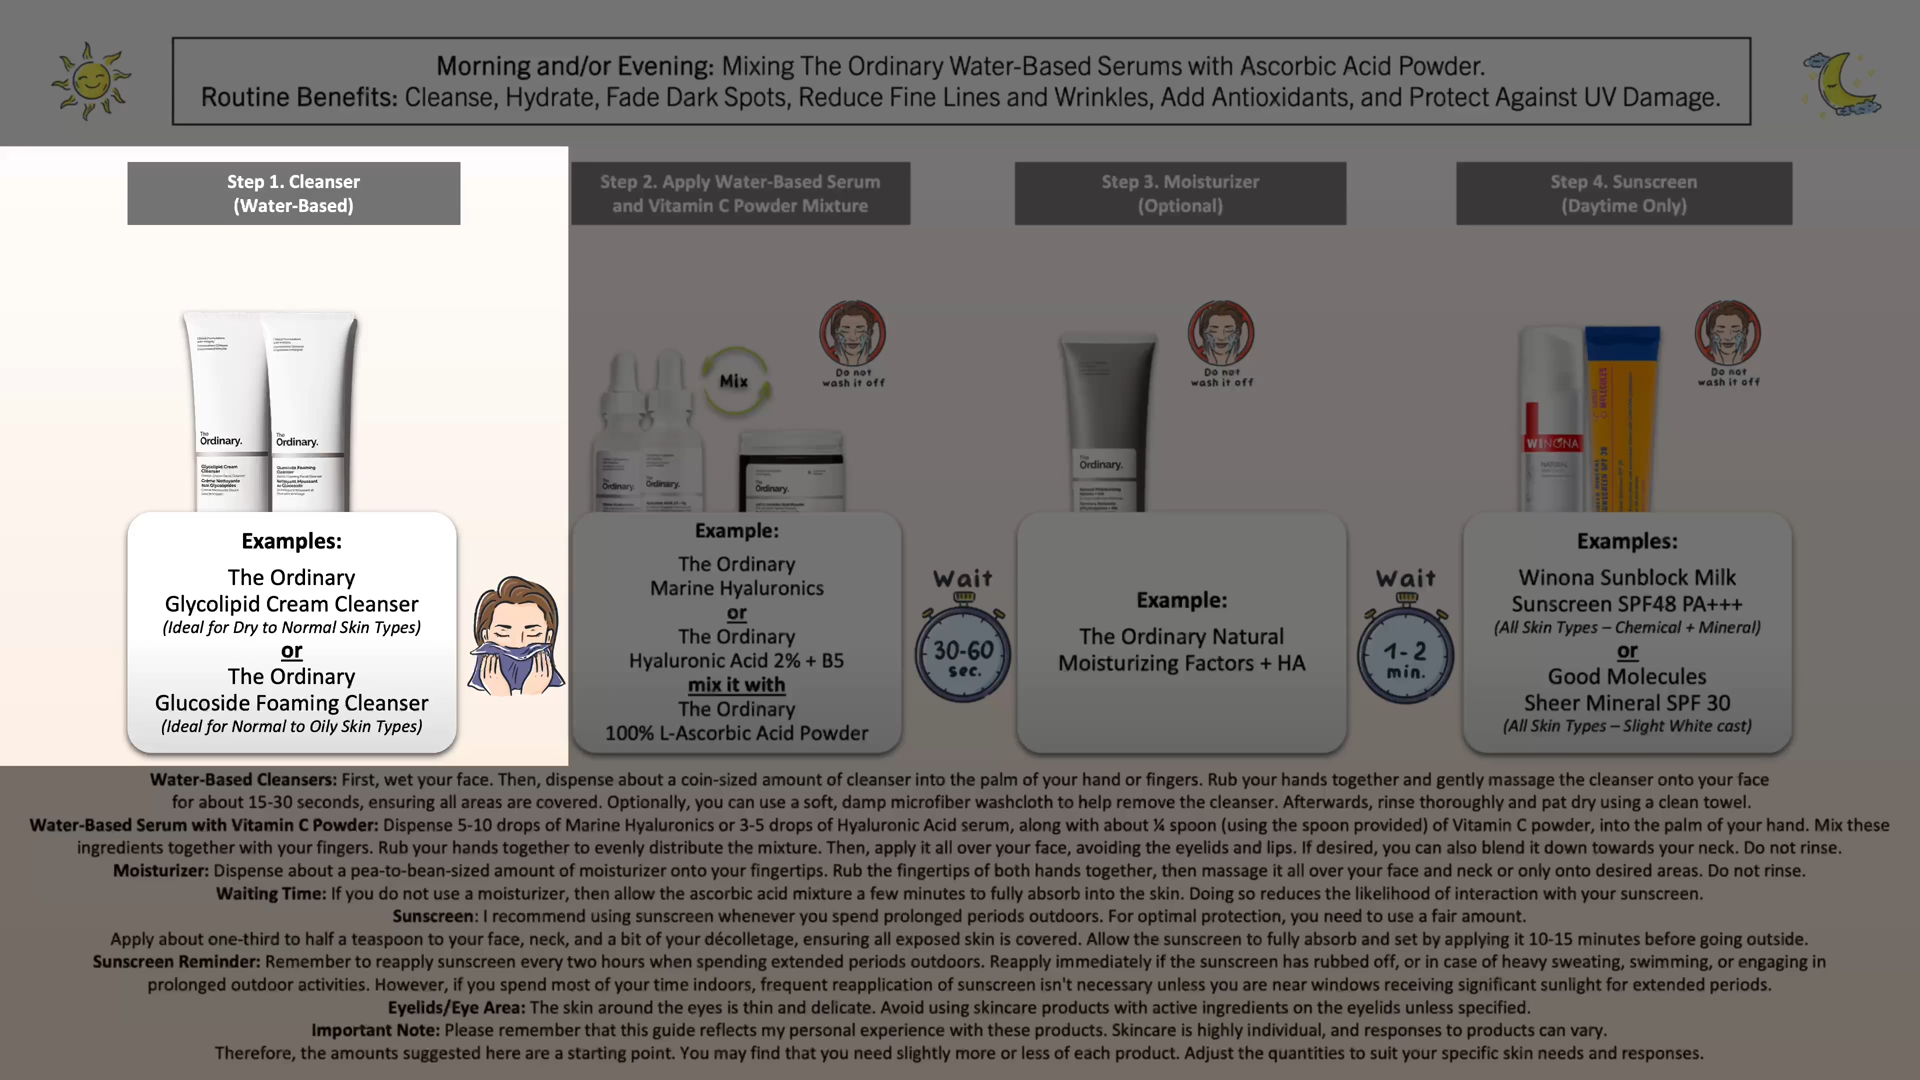 Morning and/or Evening: Mixing The Ordinary Water-Based Serums with Ascorbic Acid Powder.
Routine Benefits: Cleanse, Hydrate, Fade Dark Spots, Reduce Fine Lines and Wrinkles, Add Antioxidants, and Protect Against UV Damage.
Step 1. Cleanser
(Water-Based)
The
Ordinary.
Glycolipid Cream
Cleanser
The
Ordinary.
Glucoside Foaming
Cleanser
Examples:
The Ordinary
Glycolipid Cream Cleanser
(Ideal for Dry to Normal Skin Types)
or
The Ordinary
Glucoside Foaming Cleanser
(Ideal for Normal to Oily Skin Types)
Step 2. Apply Water-Based Serum
and Vitamin C Powder Mixture
Mix
Do not
wash it off
The
Ordinary.
The
Ordinary.
The
Ordinary.
Example:
The Ordinary
Marine Hyaluronics
or
The Ordinary
Hyaluronic Acid 2% + B5
mix it with
The Ordinary
100% L-Ascorbic Acid Powder
Wait
30-60
sec.
Step 3. Moisturizer
(Optional)
Do not
wash it off
The
Ordinary.
Example:
The Ordinary Natural
Moisturizing Factors + HA
Wait
1-2
min.
Step 4. Sunscreen
(Daytime Only)
Do not
wash it off
WINONA
Examples:
Winona Sunblock Milk
Sunscreen SPF48 PA+++
(All Skin Types – Chemical + Mineral)
or
Good Molecules
Sheer Mineral SPF 30
(All Skin Types – Slight White cast)
Water-Based Cleansers: First, wet your face. Then, dispense about a coin-sized amount of cleanser into the palm of your hand or fingers. Rub your hands together and gently massage the cleanser onto your face
for about 15-30 seconds, ensuring all areas are covered. Optionally, you can use a soft, damp microfiber washcloth to help remove the cleanser. Afterwards, rinse thoroughly and pat dry using a clean towel.
Water-Based Serum with Vitamin C Powder: Dispense 5-10 drops of Marine Hyaluronics or 3-5 drops of Hyaluronic Acid serum, along with about ¼ spoon (using the spoon provided) of Vitamin C powder, into the palm of your hand. Mix these
ingredients together with your fingers. Rub your hands together to evenly distribute the mixture. Then, apply it all over your face, avoiding the eyelids and lips. If desired, you can also blend it down towards your neck. Do not rinse.
Moisturizer: Dispense about a pea-to-bean-sized amount of moisturizer onto your fingertips. Rub the fingertips of both hands together, then massage it all over your face and neck or only onto desired areas. Do not rinse.
Waiting Time: If you do not use a moisturizer, then allow the ascorbic acid mixture a few minutes to fully absorb into the skin. Doing so reduces the likelihood of interaction with your sunscreen.
Sunscreen: I recommend using sunscreen whenever you spend prolonged periods outdoors. For optimal protection, you need to use a fair amount.
Apply about one-third to half a teaspoon to your face, neck, and a bit of your décolletage, ensuring all exposed skin is covered. Allow the sunscreen to fully absorb and set by applying it 10-15 minutes before going outside.
Sunscreen Reminder: Remember to reapply sunscreen every two hours when spending extended periods outdoors. Reapply immediately if the sunscreen has rubbed off, or in case of heavy sweating, swimming, or engaging in
prolonged outdoor activities. However, if you spend most of your time indoors, frequent reapplication of sunscreen isn't necessary unless you are near windows receiving significant sunlight for extended periods.
Eyelids/Eye Area: The skin around the eyes is thin and delicate. Avoid using skincare products with active ingredients on the eyelids unless specified.
Important Note: Please remember that this guide reflects my personal experience with these products. Skincare is highly individual, and responses to products can vary.
Therefore, the amounts suggested here are a starting point. You may find that you need slightly more or less of each product. Adjust the quantities to suit your specific skin needs and responses.